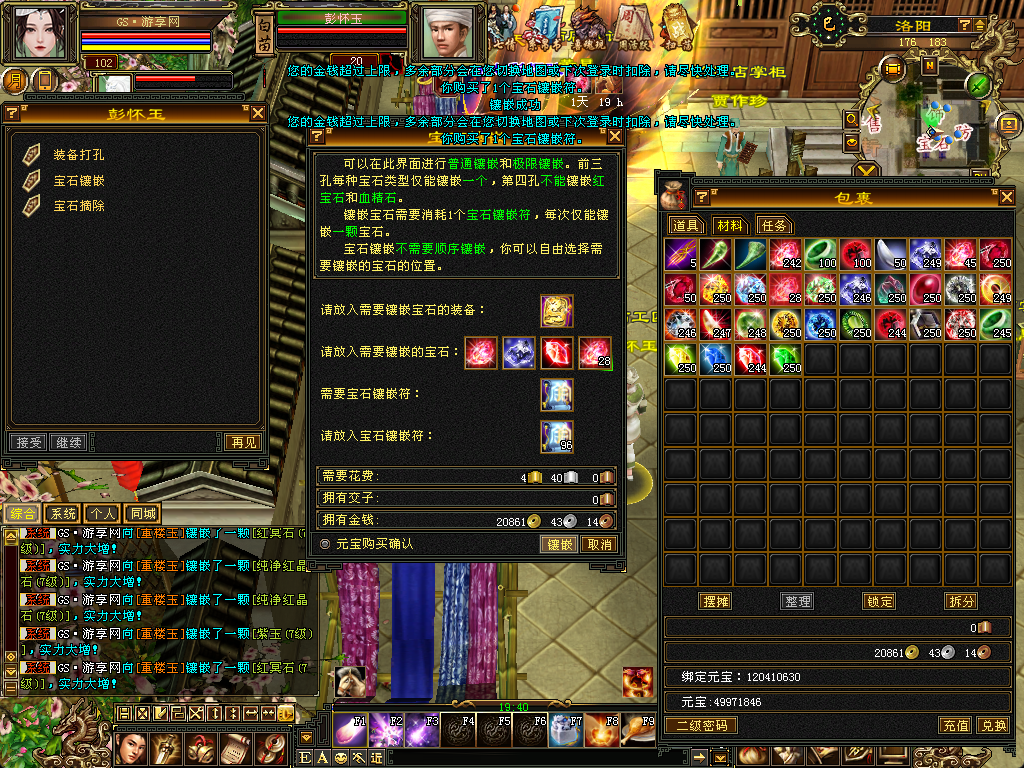 GS·游享网
102
白苗
彭怀玉
20
洛阳
176 183
您的金钱超过上限，多余部分会在您切换地图或下次登录时扣除，请尽快处理。
你购买了1个宝石镶嵌符。
镶嵌成功
1天 19 h
您的金钱超过上限，多余部分会在您切换地图或下次登录时扣除，请尽快处理。
你购买了1个宝石镶嵌符。
古掌柜
贾作珍
彭怀玉
装备打孔
宝石镶嵌
宝石摘除
接受
继续
再见
可以在此界面进行普通镶嵌和极限镶嵌。前三
孔每种宝石类型仅能镶嵌一个，第四孔不能镶嵌红
宝石和血精石。
镶嵌宝石需要消耗1个宝石镶嵌符，每次仅能镶
嵌一颗宝石。
宝石镶嵌不需要顺序镶嵌，你可以自由选择需
要镶嵌的宝石的位置。
请放入需要镶嵌宝石的装备：
请放入需要镶嵌的宝石：
28
需要宝石镶嵌符：
请放入宝石镶嵌符：
96
需要花费: 4 40 0
拥有交子: 0
拥有金钱: 20861 43 14
元宝购买确认
镶嵌
取消
包裹
道具
材料
任务
5 242 100 100 50 249 45 250
50 250 250 28 250 246 250 250 250 249
246 247 248 250 250 250 244 250 250 245
250 250 244 250
摆摊
整理
锁定
拆分
0
20861 43 14
绑定元宝：120410630
元宝:49971846
二级密码
充值
兑换
综合
系统
个人
同城
GS·游享网向[重楼玉]镶嵌了一颗[红冥石(7
级)]，实力大增！
GS·游享网向[重楼玉]镶嵌了一颗[纯净红晶
石(7级)]，实力大增！
GS·游享网向[重楼玉]镶嵌了一颗[纯净红晶
石(7级)]，实力大增！
GS·游享网向[重楼玉]镶嵌了一颗[紫玉(7级)
]，实力大增！
GS·游享网向[重楼玉]镶嵌了一颗[红冥石(7
级)]，实力大增！
19:40
F1 F2 F3 F4 F5 F6 F7 F8 F9
E A 近